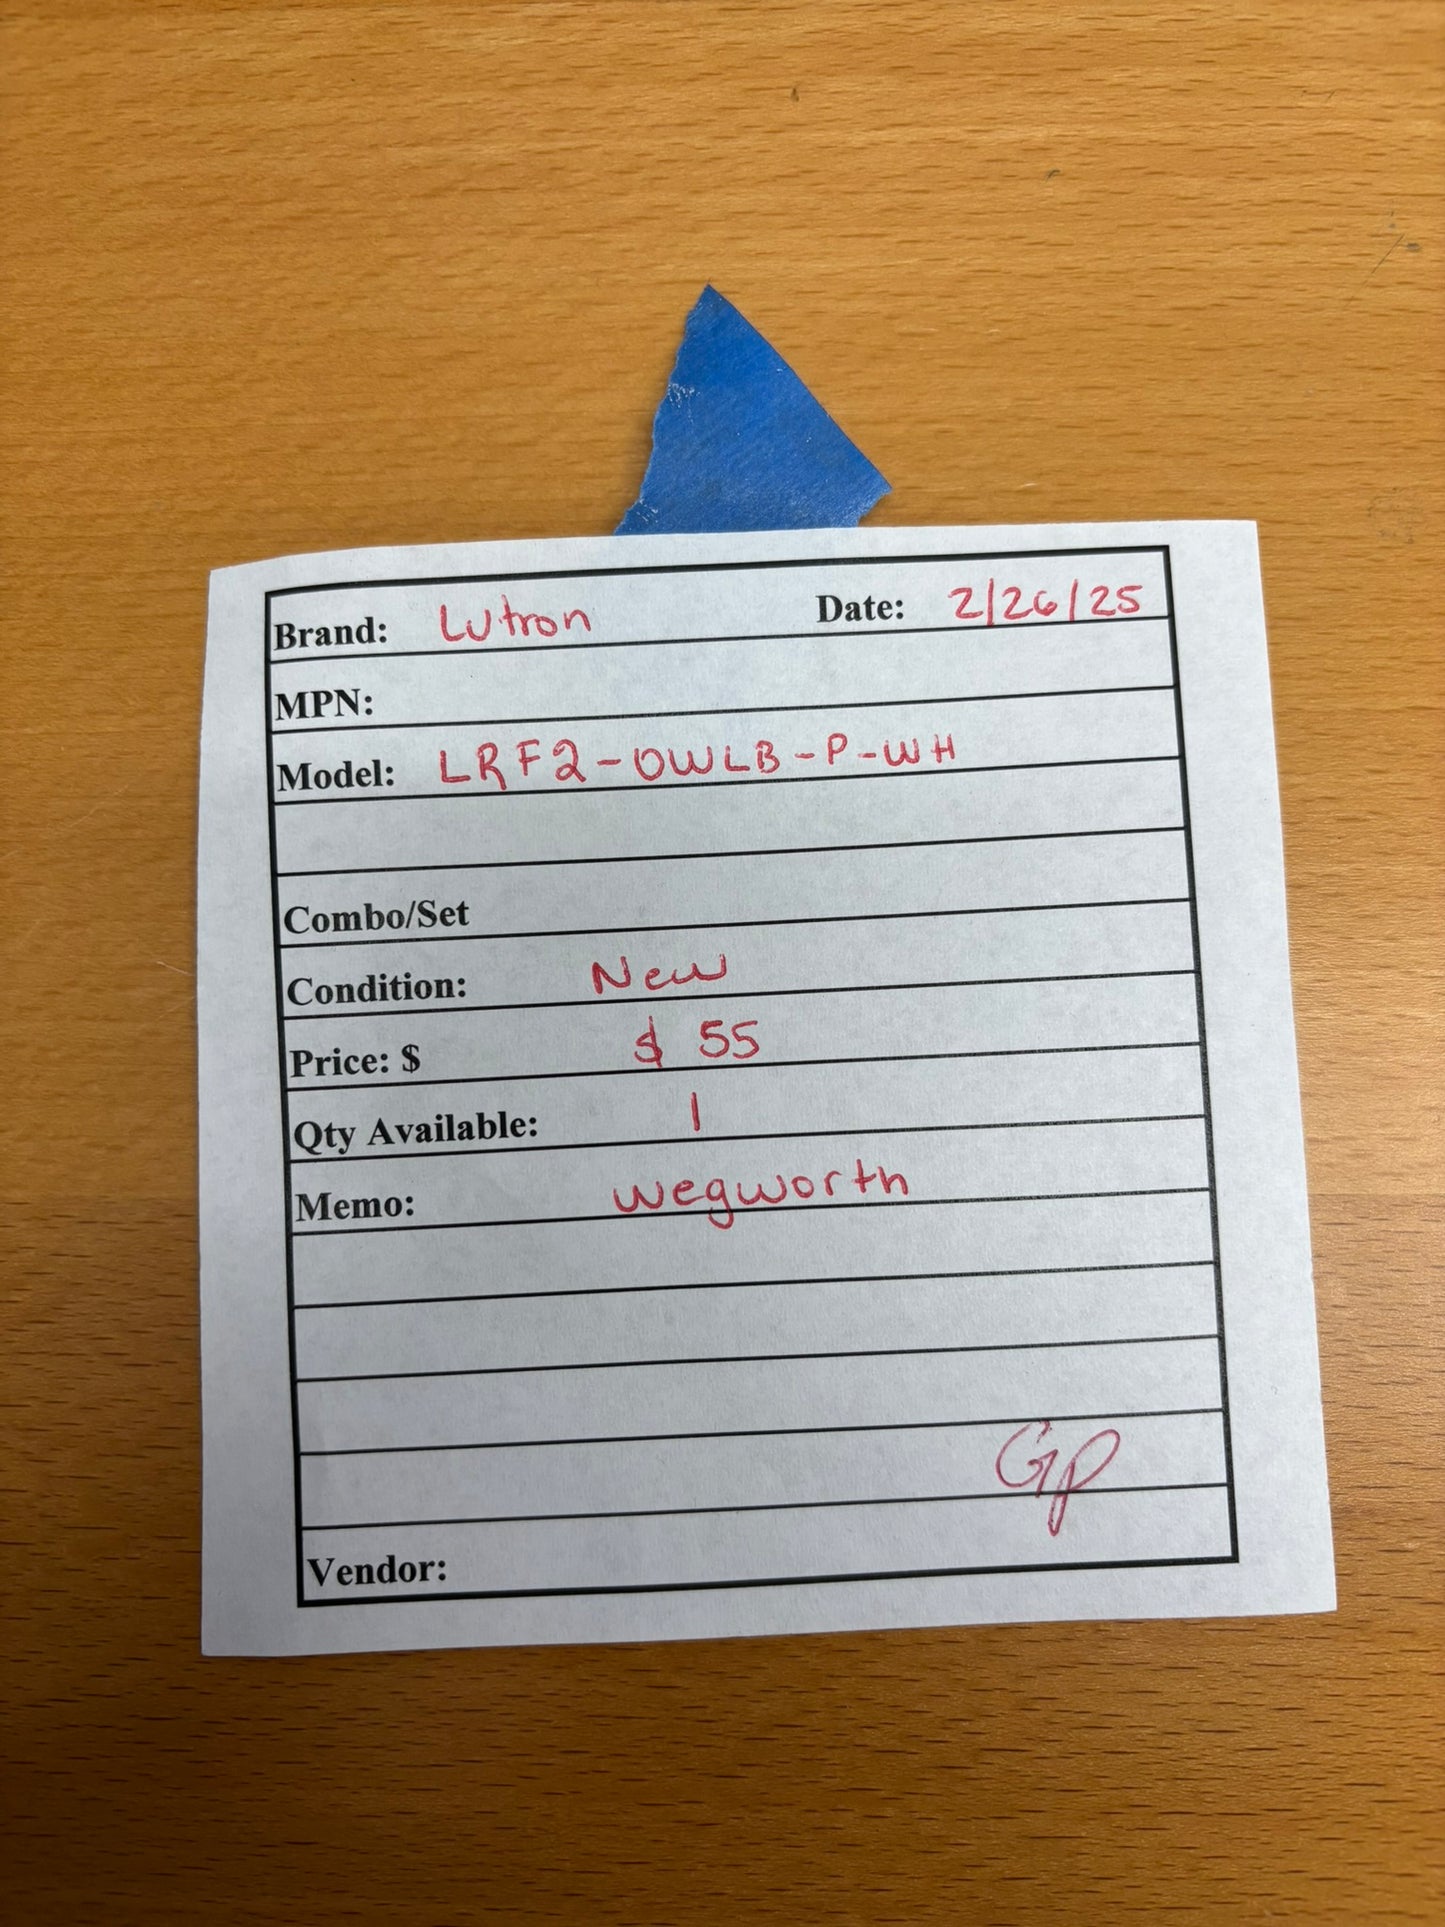 Brand: Lutron Date: 2/26/25
MPN:
Model: LRF2-OWLB-P-WH
Combo/Set
Condition: New
Price: $ $ 55
Qty Available: 1
Memo: wegworth
GP
Vendor: